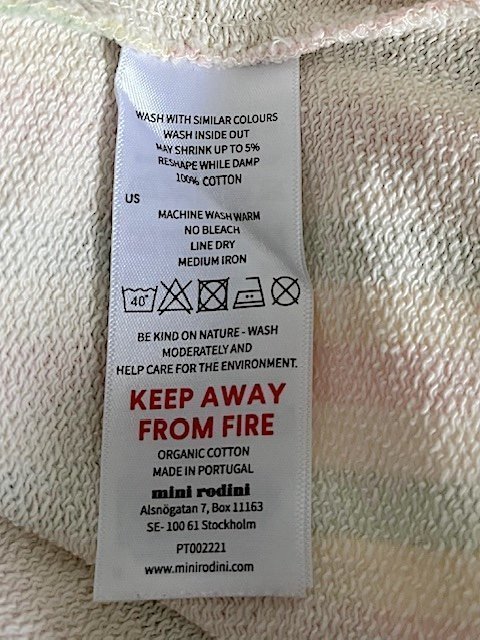 WASH WITH SIMILAR COLOURS
WASH INSIDE OUT
MAY SHRINK UP TO 5%
RESHAPE WHILE DAMP
100% COTTON
US
MACHINE WASH WARM
NO BLEACH
LINE DRY
MEDIUM IRON
40°
BE KIND ON NATURE - WASH
MODERATELY AND
HELP CARE FOR THE ENVIRONMENT.
KEEP AWAY
FROM FIRE
ORGANIC COTTON
MADE IN PORTUGAL
mini rodini
Alsnögatan 7, Box 11163
SE- 100 61 Stockholm
PT002221
www.minirodini.com